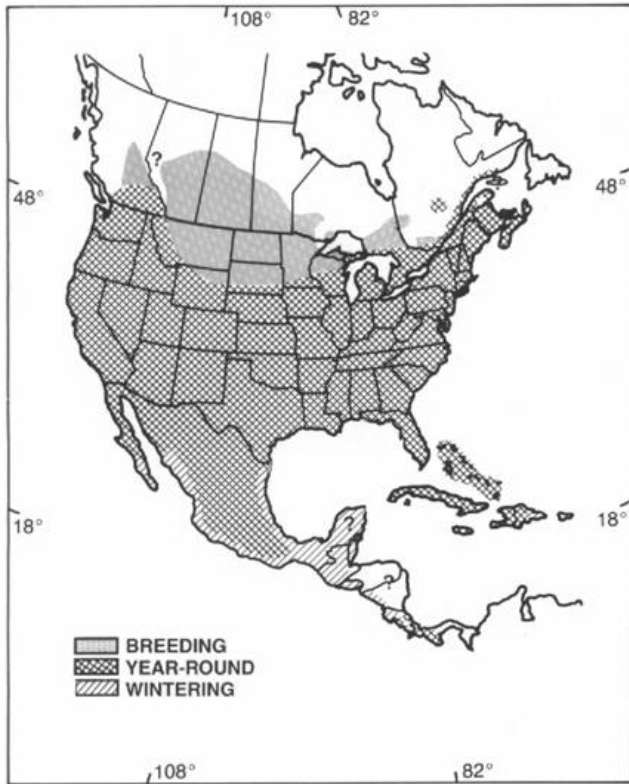 108° 82°
?
48° 48°
18° 18°
?
?
BREEDING
YEAR-ROUND
WINTERING
108° 82°